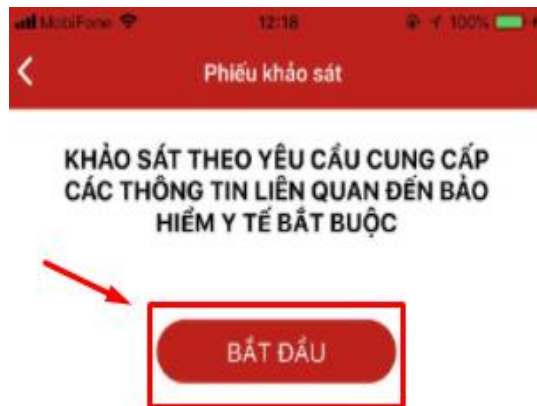 MobiFone 12:18 100%
Phiếu khảo sát
KHẢO SÁT THEO YÊU CẦU CUNG CẤP
CÁC THÔNG TIN LIÊN QUAN ĐẾN BẢO
HIỂM Y TẾ BẮT BUỘC
BẮT ĐẦU